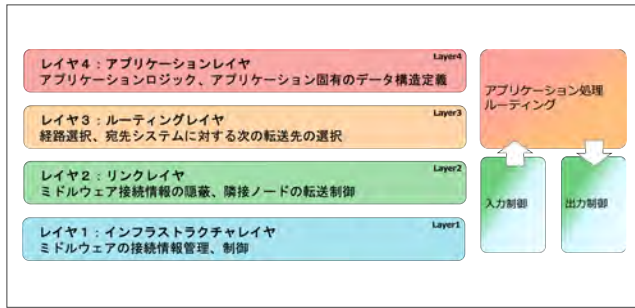 レイヤ4：アプリケーションレイヤ
Layer4
アプリケーションロジック、アプリケーション固有のデータ構造定義
レイヤ3：ルーティングレイヤ
Layer3
経路選択、宛先システムに対する次の転送先の選択
レイヤ2：リンクレイヤ
Layer2
ミドルウェア接続情報の隠蔽、隣接ノードの転送制御
レイヤ1：インフラストラクチャレイヤ
Layer1
ミドルウェアの接続情報管理、制御
アプリケーション処理
ルーティング
入力制御
出力制御